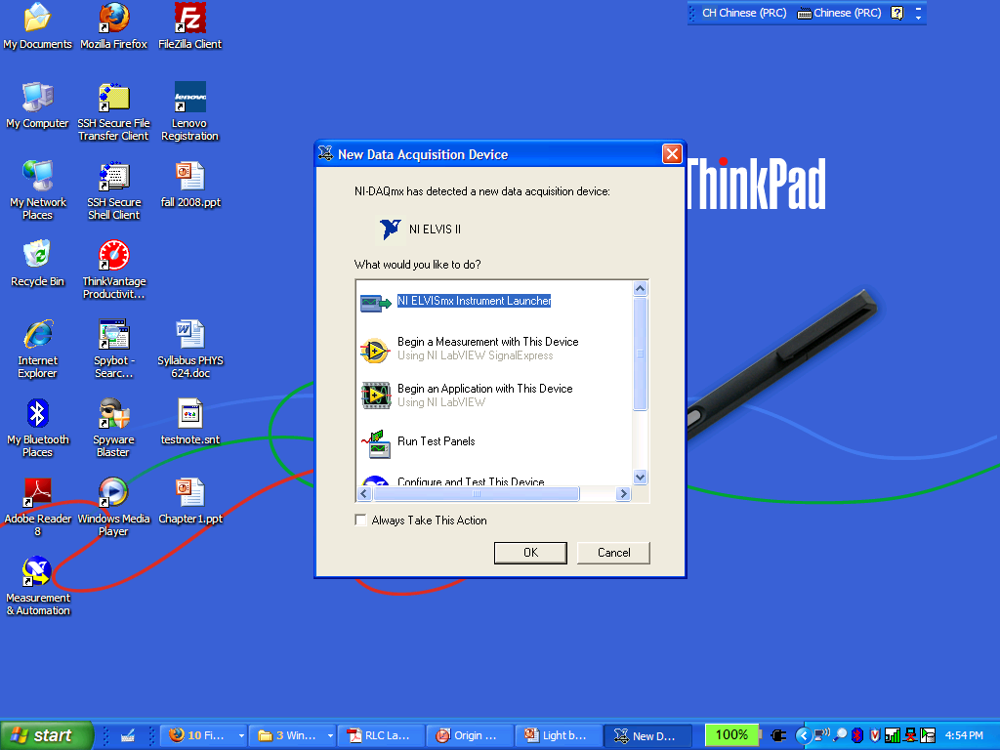 My Documents
Mozilla Firefox
FileZilla Client
CH Chinese (PRC)
Chinese (PRC)
My Computer
SSH Secure File
Transfer Client
lenovo
Lenovo
Registration
My Network
Places
SSH Secure
Shell Client
fall 2008.ppt
Recycle Bin
ThinkVantage
Productivit...
Internet
Explorer
Spybot -
Searc...
Syllabus PHYS
624.doc
My Bluetooth
Places
Spyware
Blaster
testnote.snt
Adobe Reader
8
Windows Media
Player
Chapter1.ppt
Measurement
& Automation
ThinkPad
New Data Acquisition Device
NI-DAQmx has detected a new data acquisition device:
NI ELVIS II
What would you like to do?
NI ELVISmx Instrument Launcher
Begin a Measurement with This Device
Using NI LabVIEW SignalExpress
Begin an Application with This Device
Using NI LabVIEW
Run Test Panels
Configure and Test This Device
Always Take This Action
OK
Cancel
start
10 Fi...
3 Win...
RLC La...
Origin ...
Light b...
New D...
100%
4:54 PM